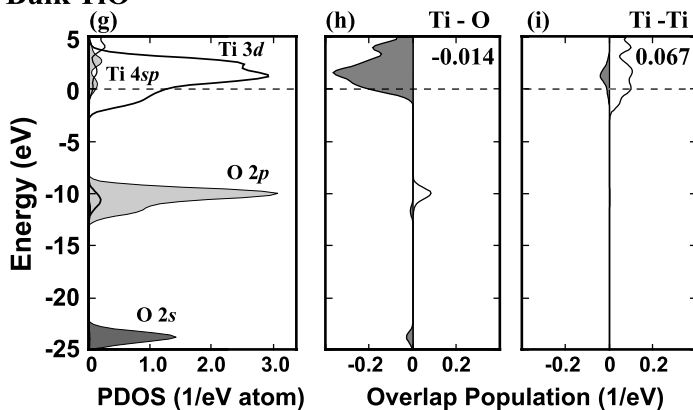 Bulk TiO
(g) (h) Ti - O (i) Ti -Ti
5 Ti 3d -0.014 0.067
Ti 4sp
0
-5
Energy (eV)
O 2p
-10
-15
-20
O 2s
-25
0 1.0 2.0 3.0 -0.2 0 0.2 -0.2 0 0.2
PDOS (1/eV atom) Overlap Population (1/eV)